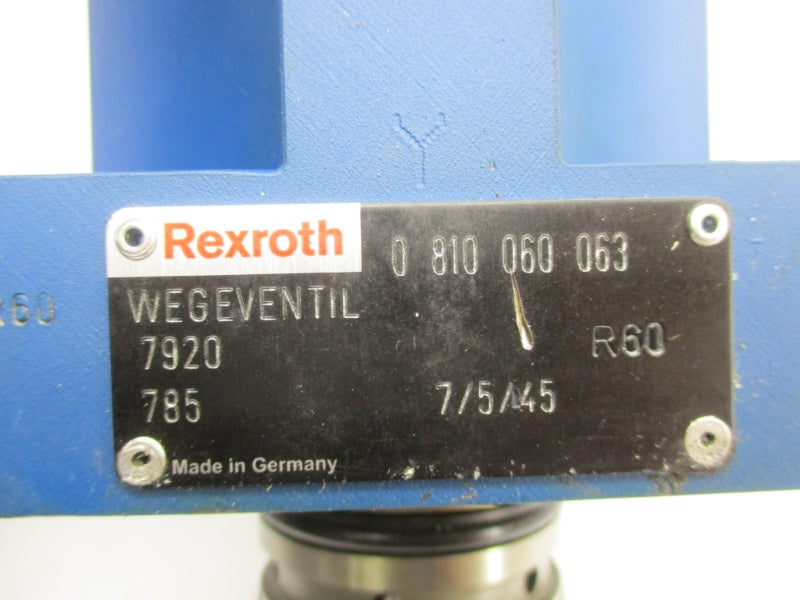 Rexroth
0 810 060 063
WEGEVENTIL
7920
R60
785
7/5/45
Made in Germany
R60